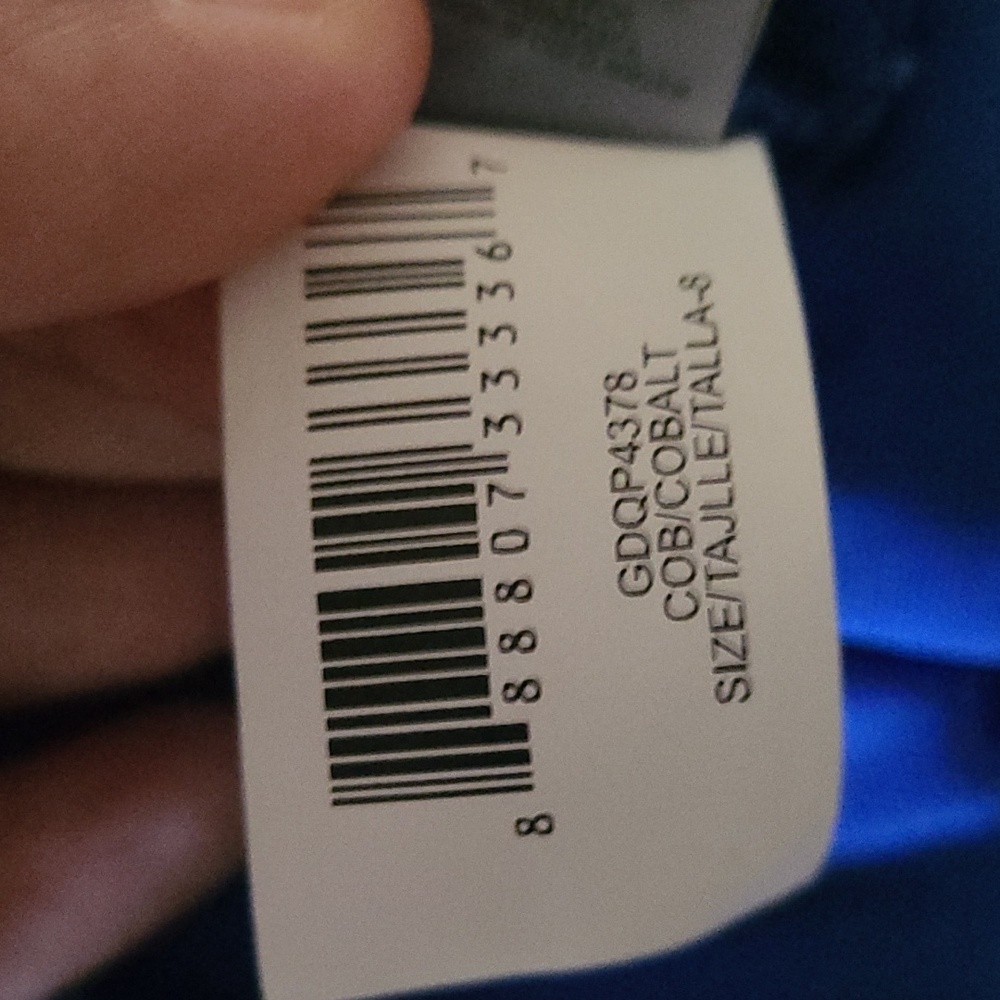 8 88807 33336 7
GDQP4378
COB/COBALT
SIZE/TAJLLE/TALLA-8